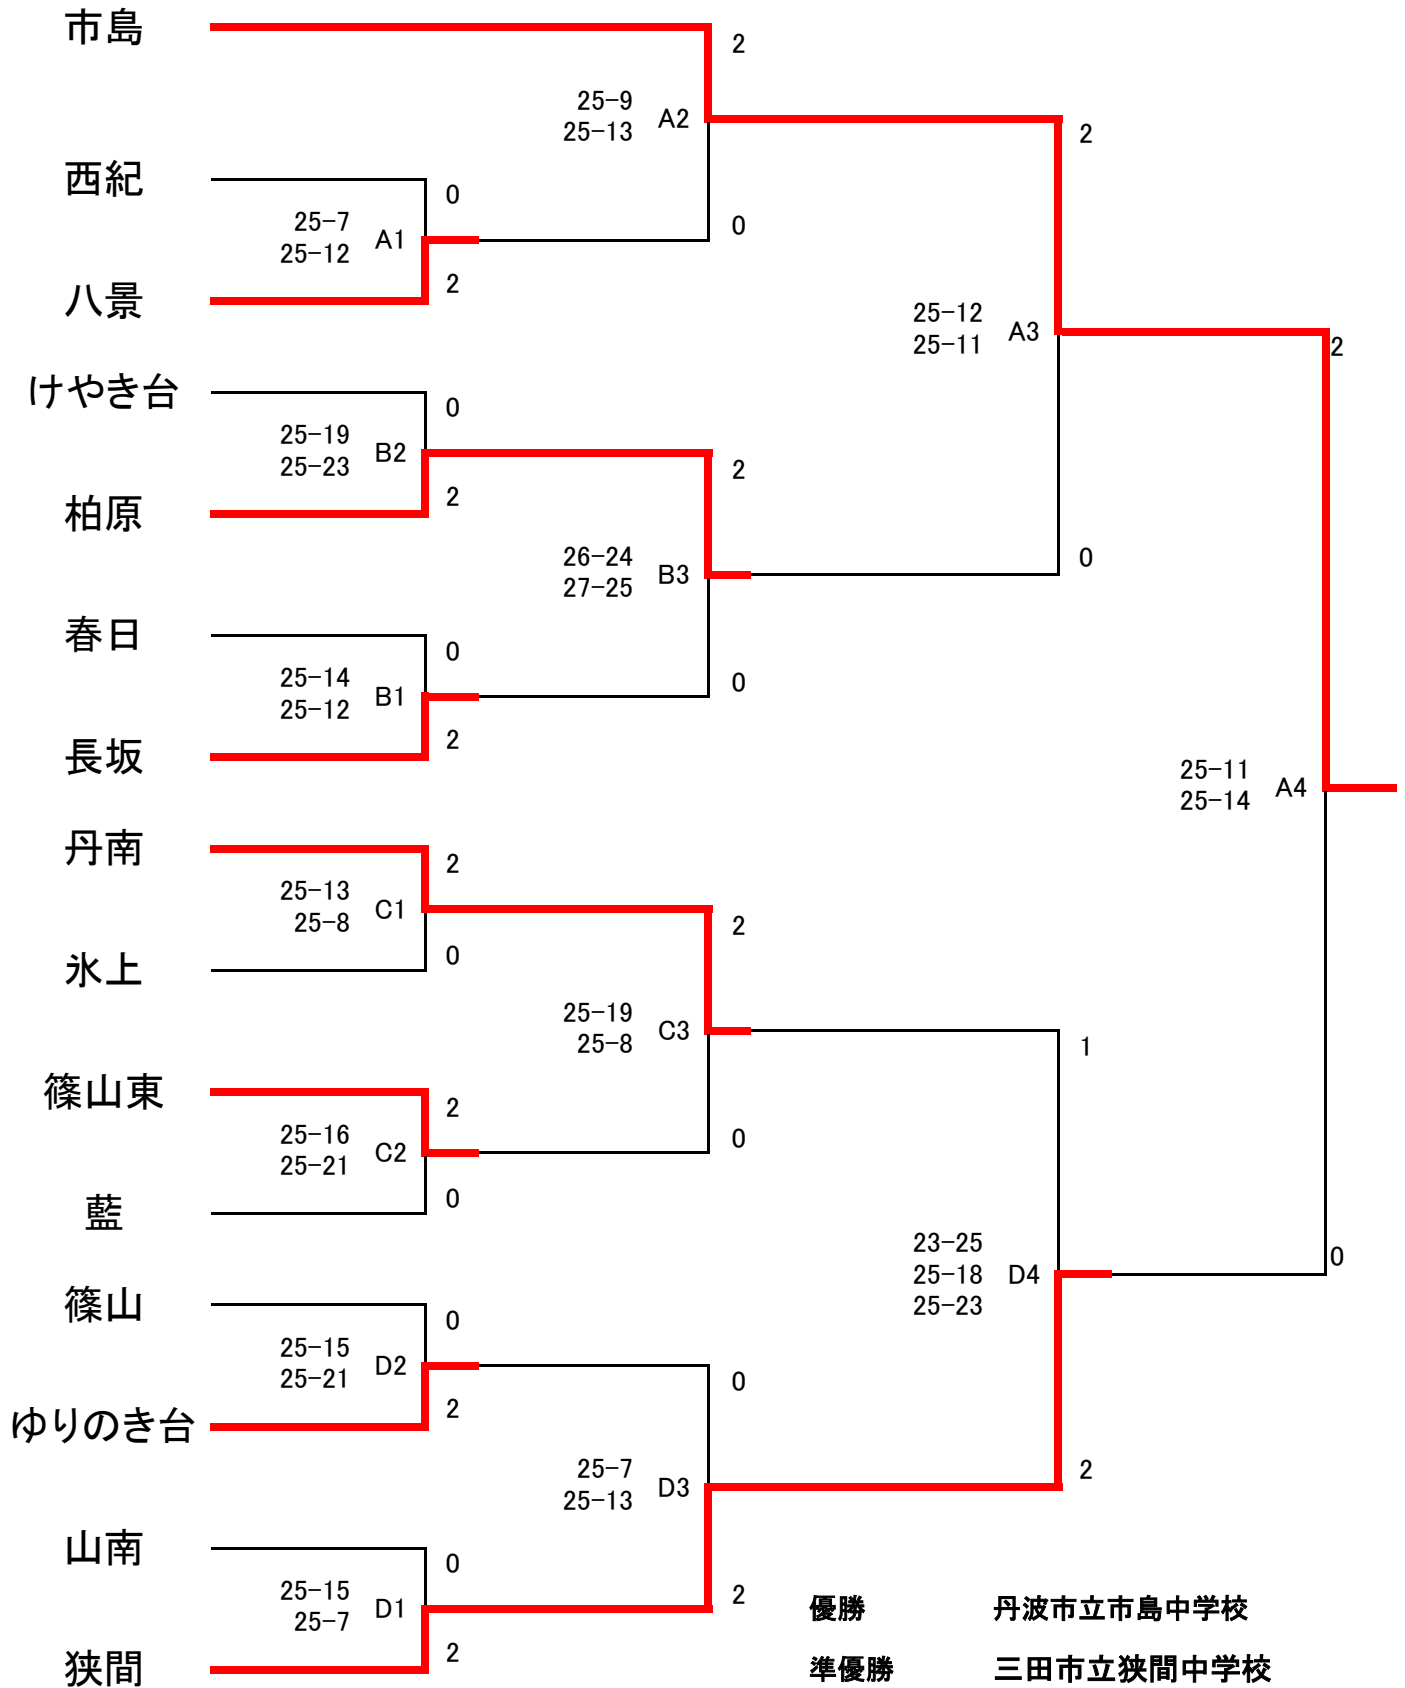 市島
2
25-9
25-13
A2
2
西紀
0
25-7
25-12
A1
0
2
八景
25-12
25-11
A3
2
けやき台
0
25-19
25-23
B2
2
2
柏原
26-24
27-25
B3
0
春日
0
25-14
25-12
B1
0
2
長坂
25-11
25-14
A4
丹南
2
25-13
25-8
C1
2
0
氷上
25-19
25-8
C3
1
篠山東
2
25-16
25-21
C2
0
0
藍
23-25
25-18
25-23
D4
0
篠山
0
25-15
25-21
D2
0
2
ゆりのき台
25-7
25-13
D3
2
山南
0
25-15
25-7
D1
2
2
狭間
優勝 丹波市立市島中学校
準優勝 三田市立狭間中学校